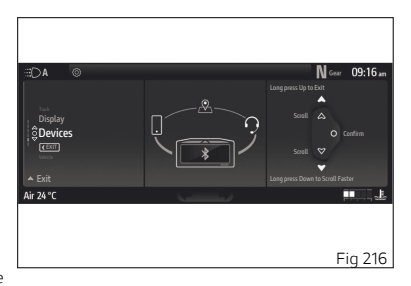 A
N Gear
09:16 am
Long press Up to Exit
Touch
Display
Devices
EXIT
Vehicle
Exit
Scroll
Confirm
Scroll
Long press Down to Scroll Faster
Air 24 °C
Fig 216
e